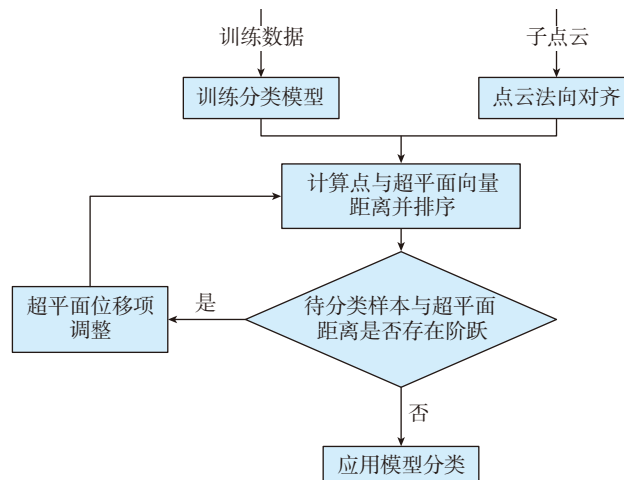 训练数据
子点云
训练分类模型
点云法向对齐
计算点与超平面向量
距离并排序
超平面位移项
调整
是
待分类样本与超平面
距离是否存在阶跃
否
应用模型分类